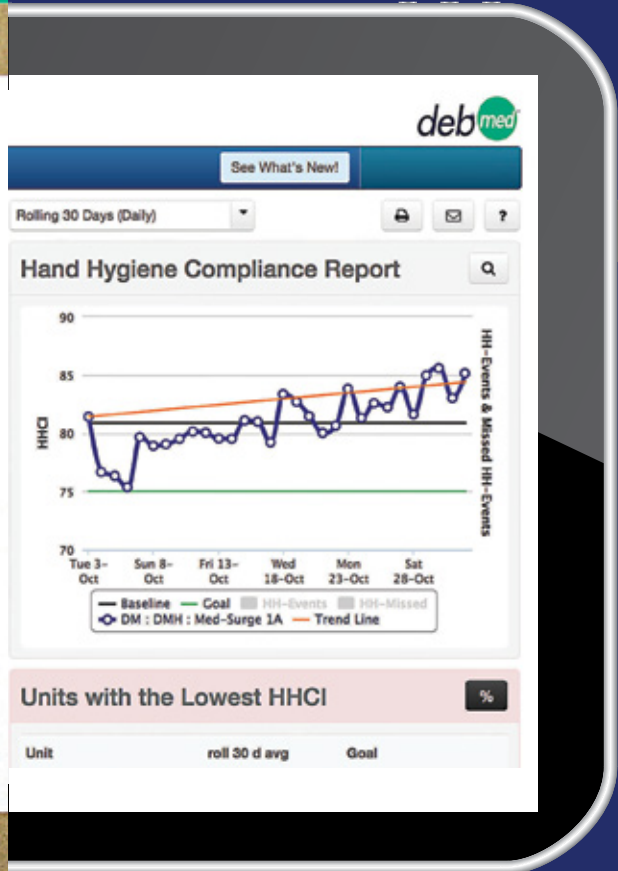 debmed
See What's New!
Rolling 30 Days (Daily)
?
Hand Hygiene Compliance Report
90
85
80
75
70
HHCI
HH-Events & Missed HH-Events
Tue 3-Oct
Sun 8-Oct
Fri 13-Oct
Wed 18-Oct
Mon 23-Oct
Sat 28-Oct
Baseline Goal HH-Events HH-Missed
DM : DMH : Med-Surge 1A Trend Line
Units with the Lowest HHCI
%
Unit roll 30 d avg Goal